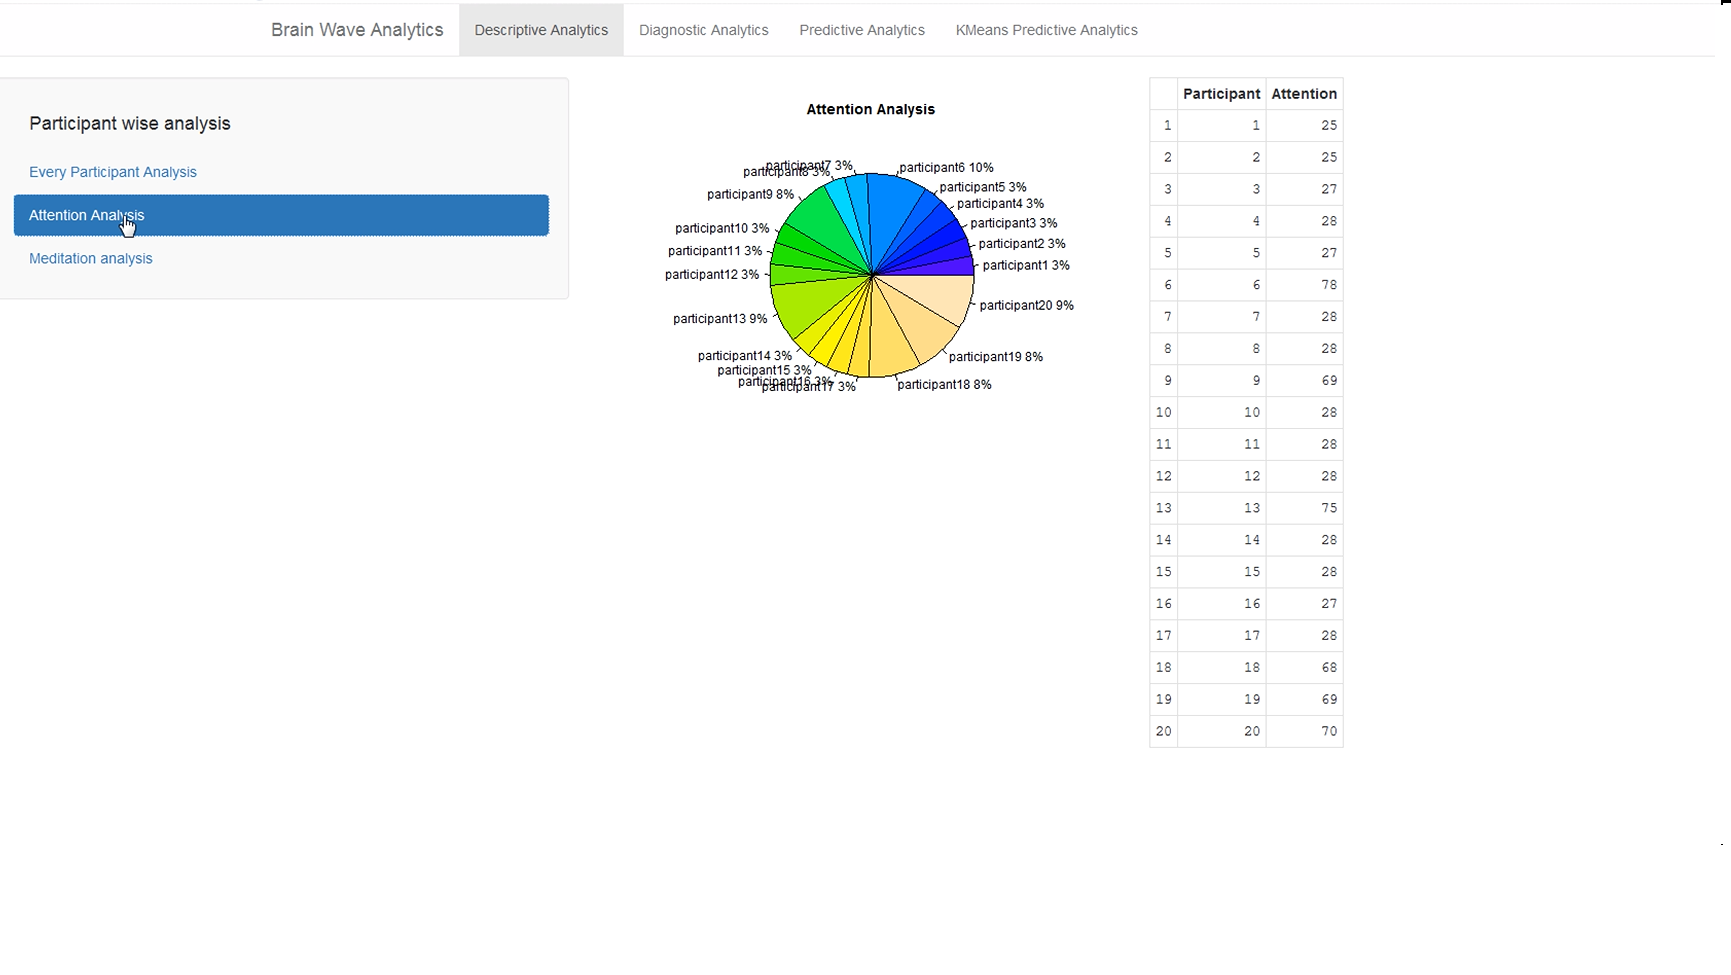 Brain Wave Analytics Descriptive Analytics Diagnostic Analytics Predictive Analytics KMeans Predictive Analytics
Participant wise analysis
Every Participant Analysis
Attention Analysis
Meditation analysis
Attention Analysis
participant7 3%
participant8 3%
participant6 10%
participant9 8%
participant5 3%
participant4 3%
participant10 3%
participant3 3%
participant11 3%
participant2 3%
participant12 3%
participant1 3%
participant13 9%
participant20 9%
participant14 3%
participant19 8%
participant15 3%
participant16 3%
participant17 3%
participant18 8%
Participant Attention
1 1 25
2 2 25
3 3 27
4 4 28
5 5 27
6 6 78
7 7 28
8 8 28
9 9 69
10 10 28
11 11 28
12 12 28
13 13 75
14 14 28
15 15 28
16 16 27
17 17 28
18 18 68
19 19 69
20 20 70